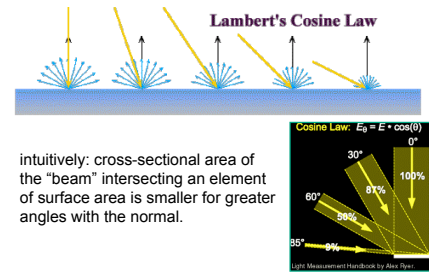 Lambert's Cosine Law
Cosine Law: Eθ = E • cos(θ)
0°
30°
100%
87%
60°
50%
85°
9%
Light Measurement Handbook by Alex Ryer.
intuitively: cross-sectional area of
the “beam” intersecting an element
of surface area is smaller for greater
angles with the normal.